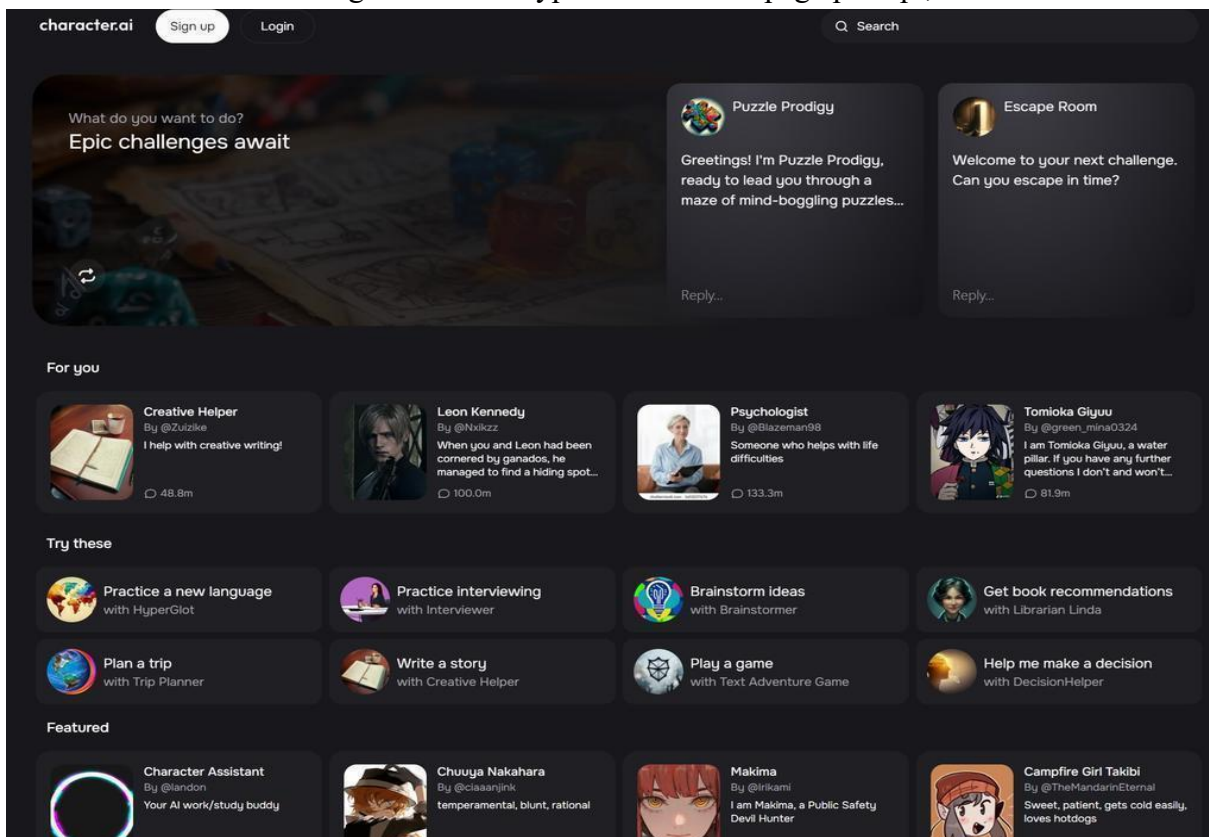 character.ai Sign up Login Search
What do you want to do?
Epic challenges await
Puzzle Prodigy
Greetings! I'm Puzzle Prodigy,
ready to lead you through a
maze of mind-boggling puzzles...
Reply...
Escape Room
Welcome to your next challenge.
Can you escape in time?
Reply...
For you
Creative Helper
By @Zuizike
I help with creative writing!
48.8m
Leon Kennedy
By @Nxikzz
When you and Leon had been
cornered by ganados, he
managed to find a hiding spot...
100.0m
Psychologist
By @Blazeman98
Someone who helps with life
difficulties
133.3m
Tomioka Giyuu
By @green_mina0324
I am Tomioka Giyuu, a water
pillar. If you have any further
questions I don't and won't...
81.9m
Try these
Practice a new language
with HyperGlot
Practice interviewing
with Interviewer
Brainstorm ideas
with Brainstormer
Get book recommendations
with Librarian Linda
Plan a trip
with Trip Planner
Write a story
with Creative Helper
Play a game
with Text Adventure Game
Help me make a decision
with DecisionHelper
Featured
Character Assistant
By @landon
Your AI work/study buddy
Chuuya Nakahara
By @ciaaanjink
temperamental, blunt, rational
Makima
By @Irikami
I am Makima, a Public Safety
Devil Hunter
Campfire Girl Takibi
By @TheMandarinEternal
Sweet, patient, gets cold easily,
loves hotdogs